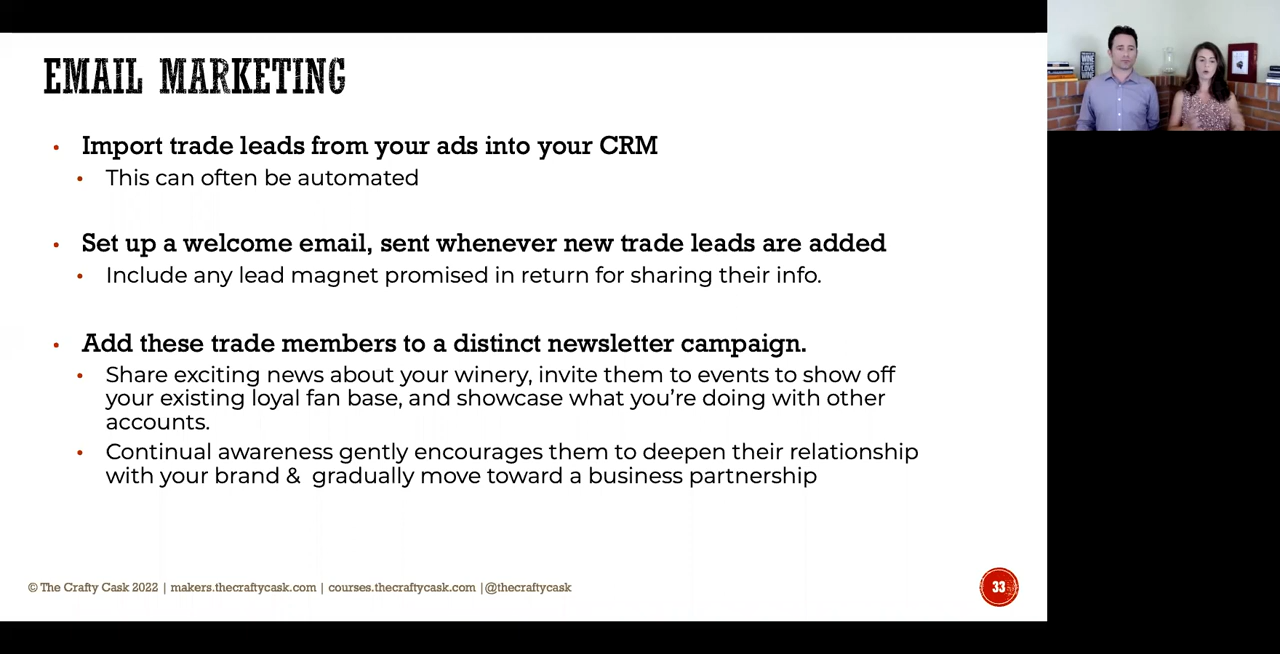 EMAIL MARKETING
• Import trade leads from your ads into your CRM
• This can often be automated
• Set up a welcome email, sent whenever new trade leads are added
• Include any lead magnet promised in return for sharing their info.
• Add these trade members to a distinct newsletter campaign.
• Share exciting news about your winery, invite them to events to show off
your existing loyal fan base, and showcase what you’re doing with other
accounts.
• Continual awareness gently encourages them to deepen their relationship
with your brand &  gradually move toward a business partnership
© The Crafty Cask 2022 | makers.thecraftycask.com | courses.thecraftycask.com |@thecraftycask
33